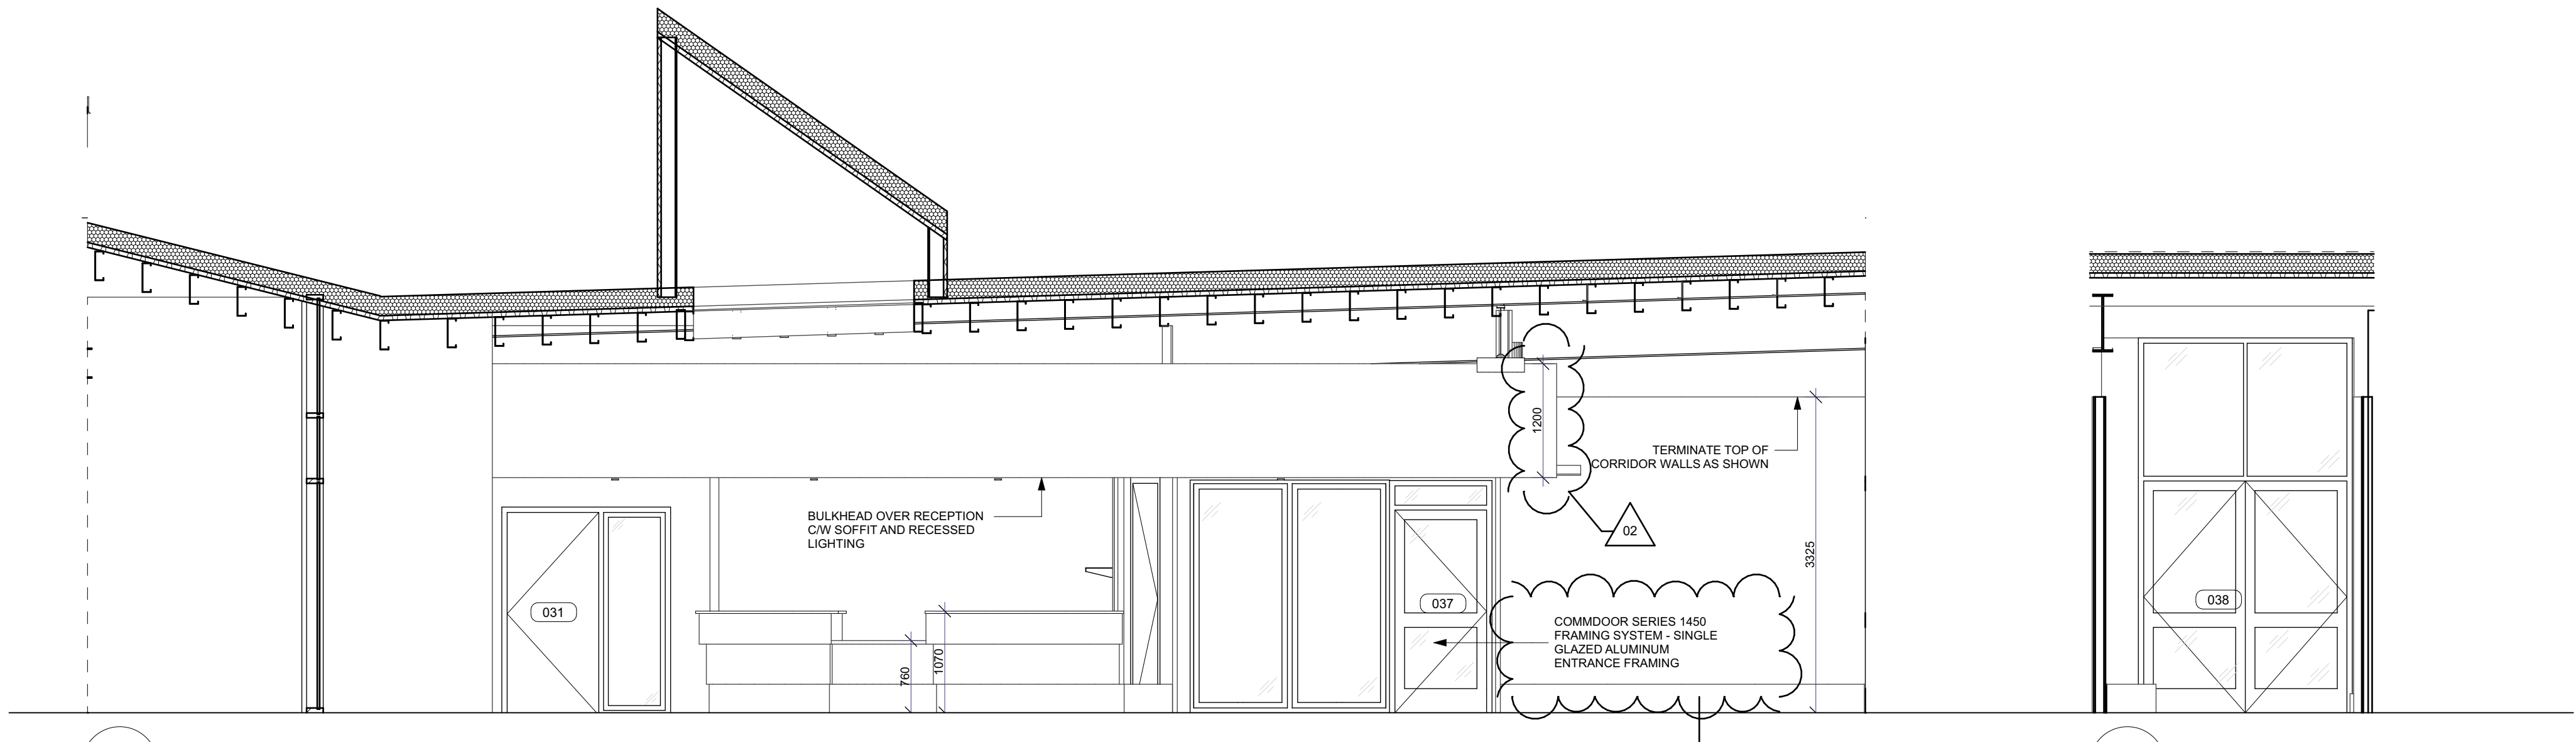 1200
TERMINATE TOP OF
CORRIDOR WALLS AS SHOWN
BULKHEAD OVER RECEPTION
C/W SOFFIT AND RECESSED
LIGHTING
02
3325
031
037
038
COMMDOOR SERIES 1450
FRAMING SYSTEM - SINGLE
GLAZED ALUMINUM
ENTRANCE FRAMING
760
1070